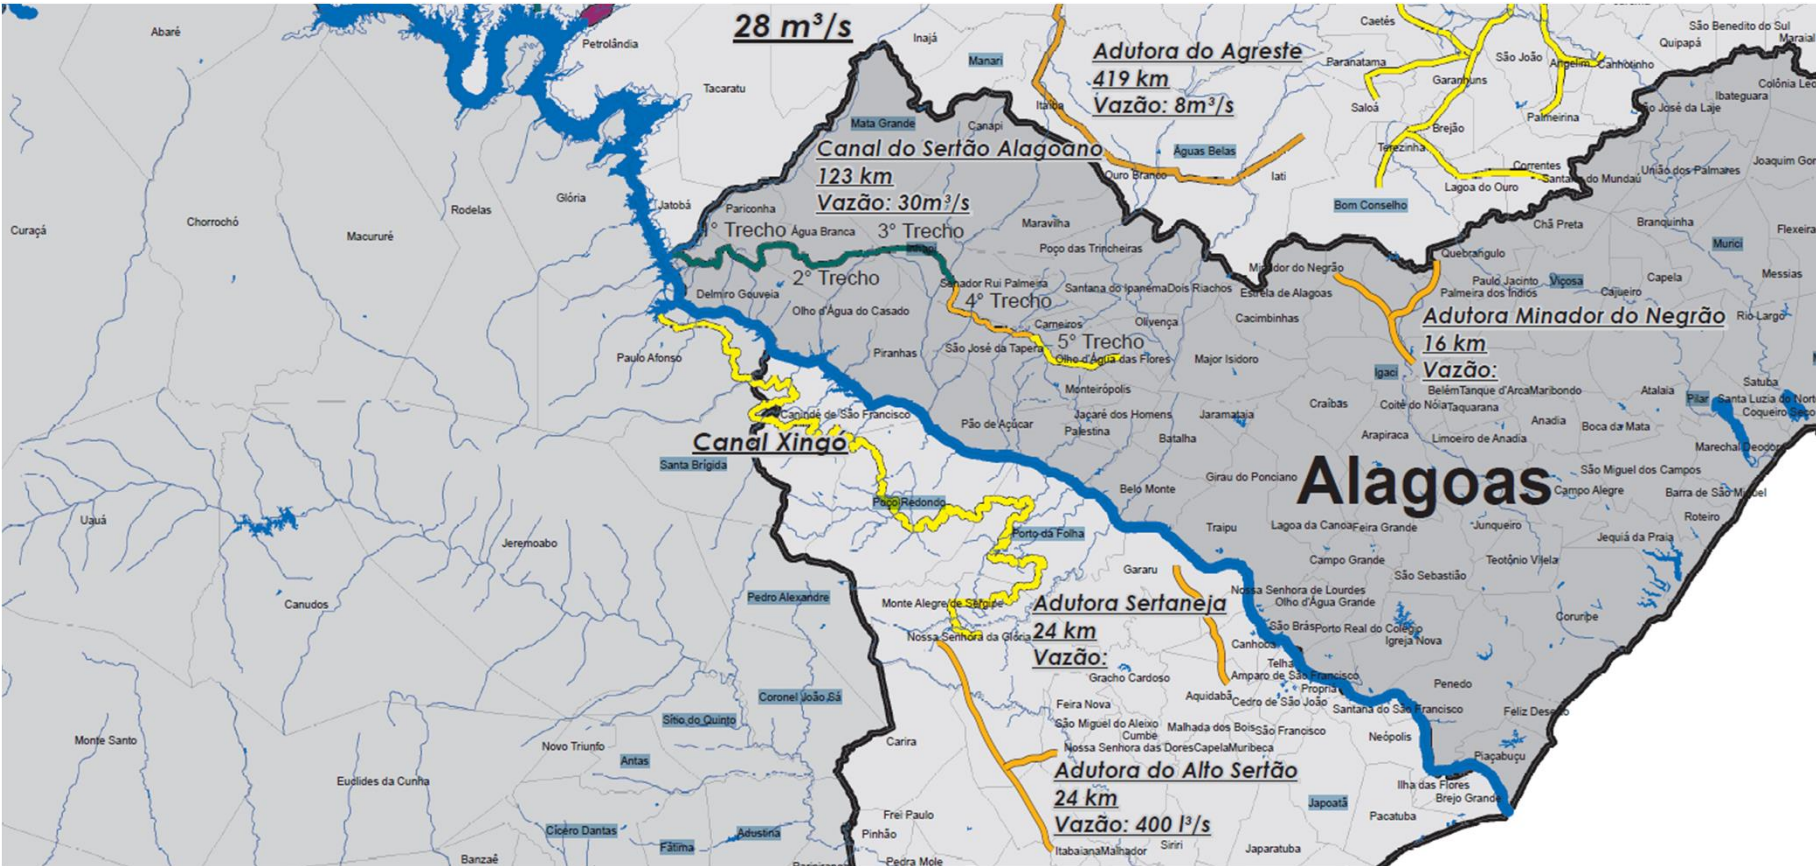 28 m³/s
Abaré
Petrolândia
Inajá
Manari
Tacaratu
Itaíba
Adutora do Agreste
419 km
Vazão: 8m³/s
Caetés
Paranatama
São João
Angelim
Canhotinho
Garanhuns
Saloá
Palmeirina
Brejão
Terezinha
Correntes
Lagoa do Ouro
Santana do Mundaú
Bom Conselho
São Benedito do Sul
Quipapá
Maraial
Colônia Leo
Ibateguara
São José da Laje
União dos Palmares
Joaquim Gom
Mata Grande
Canapi
Canal do Sertão Alagoano
123 km
Vazão: 30m³/s
Águas Belas
Ouro Branco
Iati
Curaçá
Chorrochó
Macururé
Rodelas
Glória
Jatobá
Pariconha
1° Trecho
Água Branca
3° Trecho
Inhapi
2° Trecho
Maravilha
Poço das Trincheiras
Delmiro Gouveia
Olho d'Água do Casado
Senador Rui Palmeira
4° Trecho
Santana do Ipanema
Dois Riachos
Minador do Negrão
Estrela de Alagoas
Cacimbinhas
Quebrangulo
Paulo Jacinto
Palmeira dos Índios
Viçosa
Chã Preta
Branquinha
Murici
Flexeira
Capela
Cajueiro
Messias
Rio Largo
Adutora Minador do Negrão
16 km
Vazão:
Paulo Afonso
Piranhas
Carneiros
São José da Tapera
Olivença
5° Trecho
Olho d'Água das Flores
Major Isidoro
Monteirópolis
Igaci
Belém
Tanque d'Arca
Maribondo
Craíbas
Coité do Nóia
Taquarana
Atalaia
Satuba
Pilar
Santa Luzia do Norte
Coqueiro Seco
Canindé de São Francisco
Canal Xingó
Santa Brígida
Pão de Açúcar
Jacaré dos Homens
Palestina
Jaramataia
Batalha
Arapiraca
Limoeiro de Anadia
Anadia
Boca da Mata
Marechal Deodoro
Alagoas
Girau do Ponciano
Belo Monte
São Miguel dos Campos
Campo Alegre
Barra de São Miguel
Roteiro
Uauá
Jeremoabo
Poço Redondo
Porto da Folha
Traipu
Lagoa da Canoa
Feira Grande
Junqueiro
Jequiá da Praia
Campo Grande
Teotônio Vilela
São Sebastião
Canudos
Pedro Alexandre
Gararu
Monte Alegre de Sergipe
Adutora Sertaneja
24 km
Vazão:
Nossa Senhora da Glória
Nossa Senhora de Lourdes
Olho d'Água Grande
São Brás
Porto Real do Colégio
Igreja Nova
Coruripe
Canhoba
Telha
Gracho Cardoso
Amparo de São Francisco
Propriá
Aquidabã
Cedro de São João
Santana do São Francisco
Penedo
Feliz Deserto
Coronel João Sá
Sítio do Quinto
Monte Santo
Novo Triunfo
Antas
Carira
Feira Nova
São Miguel do Aleixo
Cumbe
Malhada dos Bois
São Francisco
Nossa Senhora das Dores
Capela
Muribeca
Neópolis
Piaçabuçu
Adutora do Alto Sertão
24 km
Vazão: 400 l³/s
Ilha das Flores
Brejo Grande
Euclides da Cunha
Cícero Dantas
Fátima
Adustina
Banzaê
Frei Paulo
Pinhão
Pedra Mole
Itabaiana
Malhador
Siriri
Japoatã
Pacatuba
Japaratuba